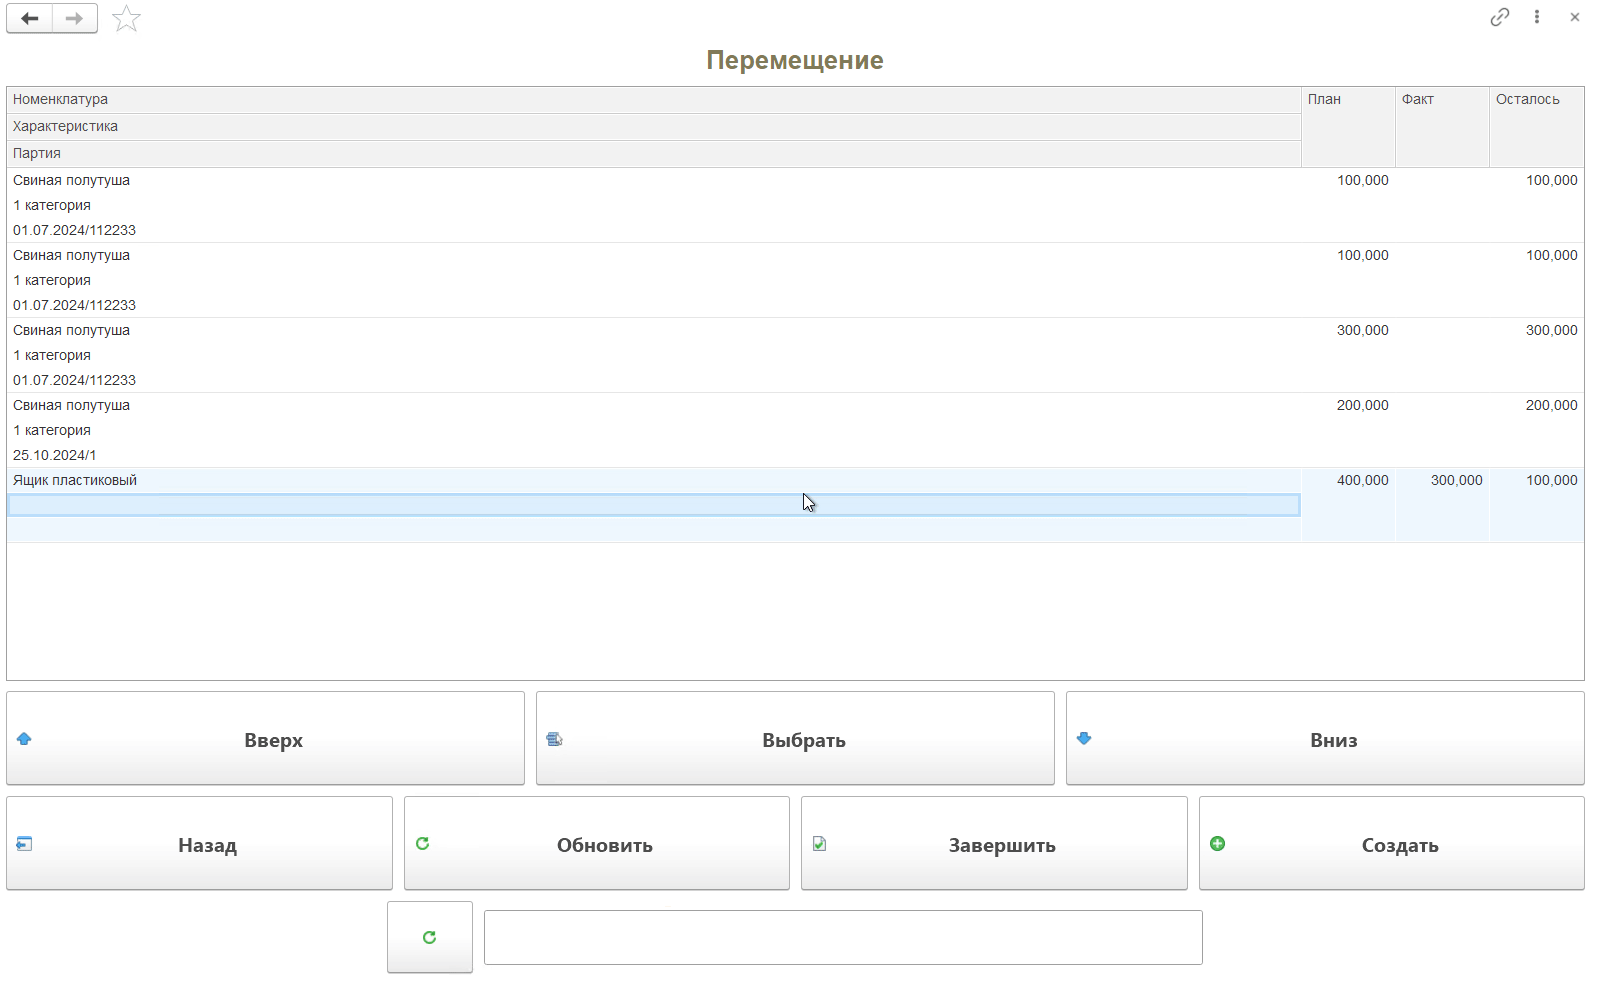 Перемещение
Номенклатура План Факт Осталось
Характеристика
Партия
Свиная полутуша 100,000 100,000
1 категория
01.07.2024/112233
Свиная полутуша 100,000 100,000
1 категория
01.07.2024/112233
Свиная полутуша 300,000 300,000
1 категория
01.07.2024/112233
Свиная полутуша 200,000 200,000
1 категория
25.10.2024/1
Ящик пластиковый 400,000 300,000 100,000
Вверх Выбрать Вниз
Назад Обновить Завершить Создать